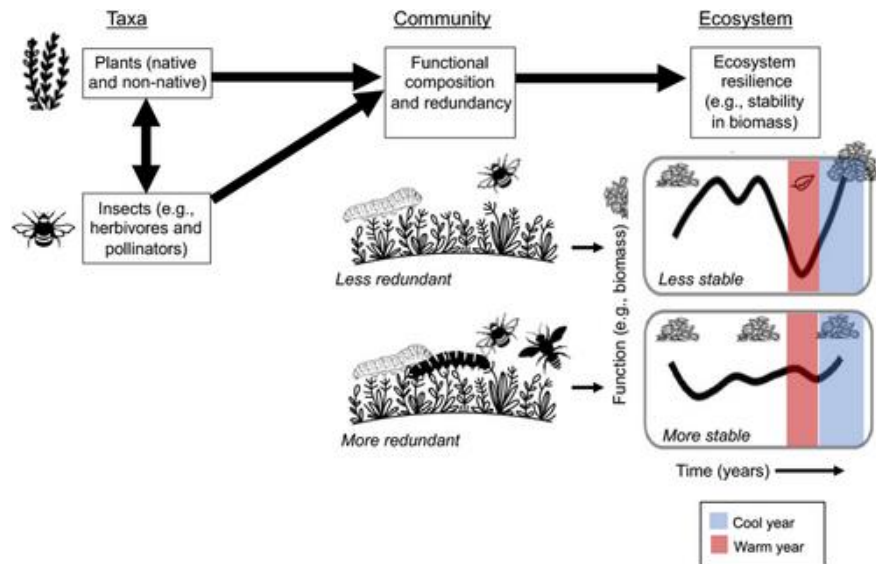 Taxa
Community
Ecosystem
Plants (native
and non-native)
Functional
composition
and redundancy
Ecosystem
resilience
(e.g., stability
in biomass)
Insects (e.g.,
herbivores and
pollinators)
Less redundant
More redundant
Function (e.g., biomass)
Less stable
More stable
Time (years)
Cool year
Warm year